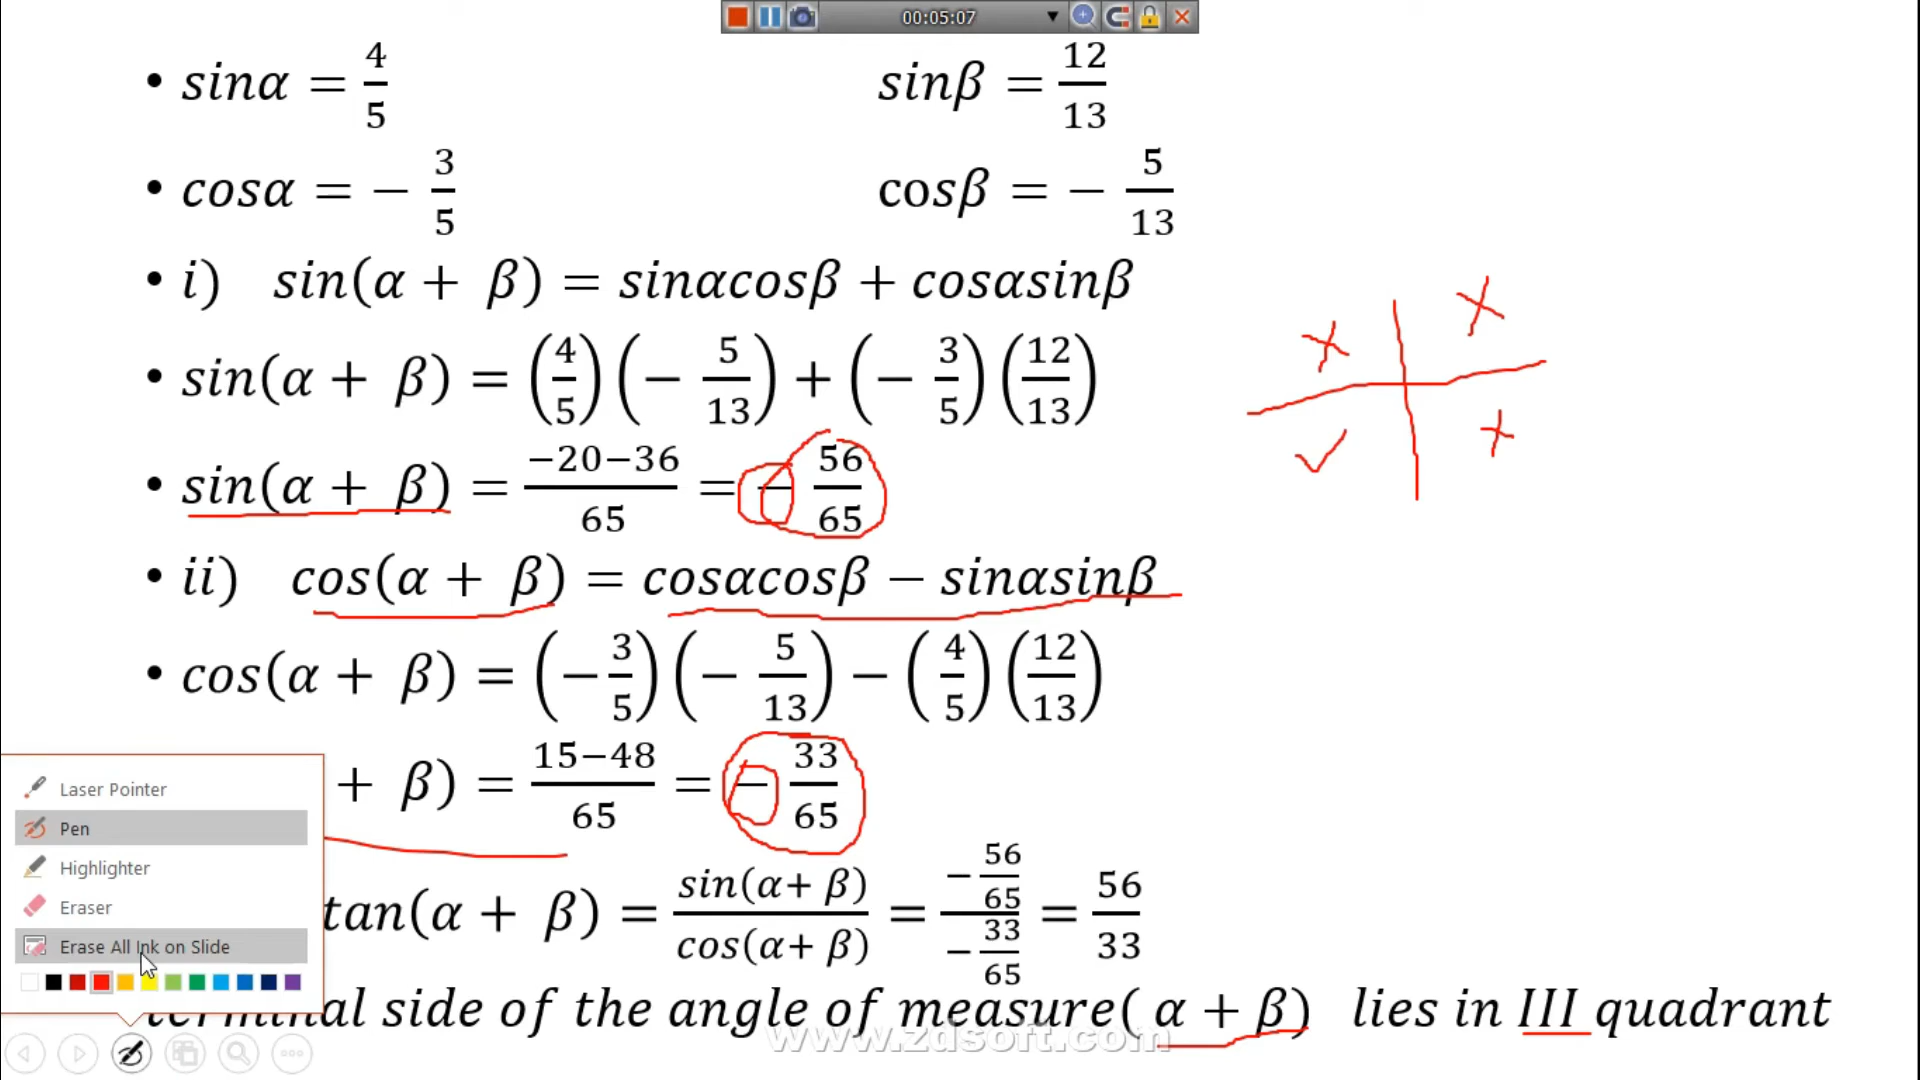 00:05:07
• sinα = 4/5 sinβ = 12/13
• cosα = − 3/5 cosβ = − 5/13
• i) sin(α + β) = sinαcosβ + cosαsinβ
• sin(α + β) = (4/5)(− 5/13) + (− 3/5)(12/13)
• sin(α + β) = −20−36/65 = − 56/65
• ii) cos(α + β) = cosαcosβ − sinαsinβ
• cos(α + β) = (−3/5)(− 5/13) − (4/5)(12/13)
+ β) = 15−48/65 = − 33/65
tan(α + β) = sin(α+ β)/cos(α+ β) = −56/65/−33/65 = 56/33
terminal side of the angle of measure( α + β) lies in III quadrant
Laser Pointer
Pen
Highlighter
Eraser
Erase All Ink on Slide
www.zdsoft.com